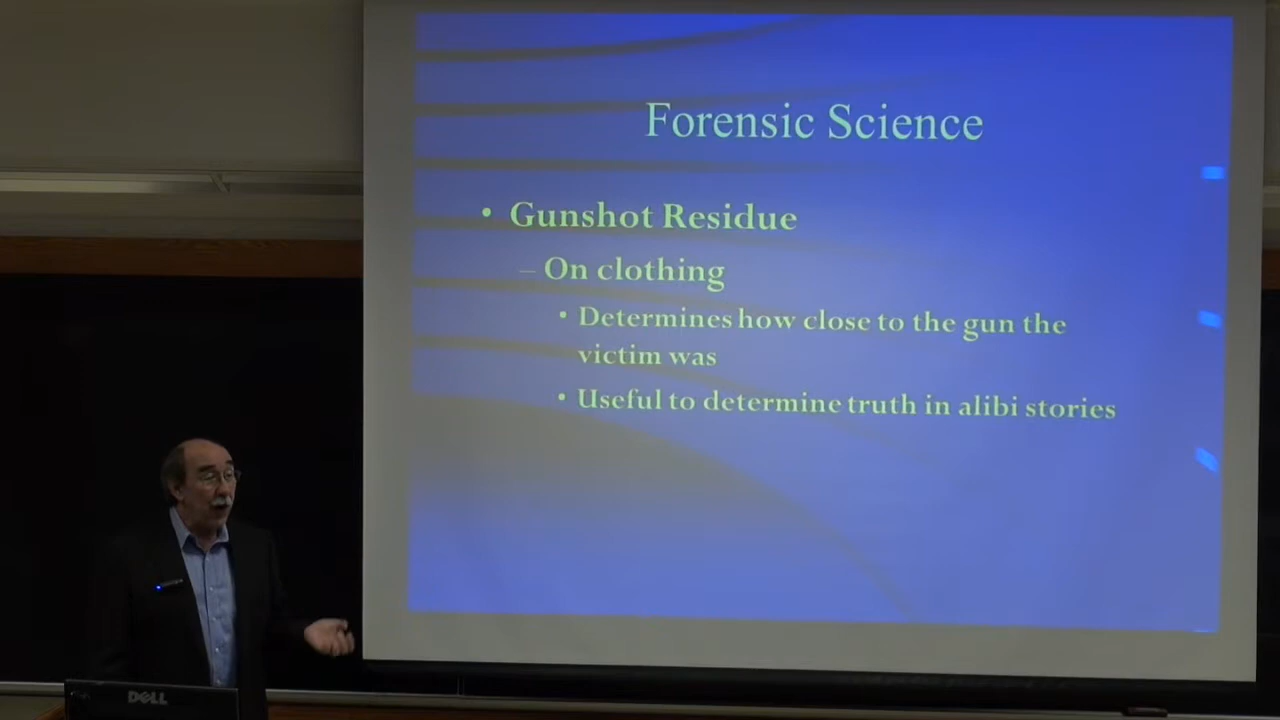 Forensic Science
• Gunshot Residue
– On clothing
• Determines how close to the gun the
victim was
• Useful to determine truth in alibi stories
DELL